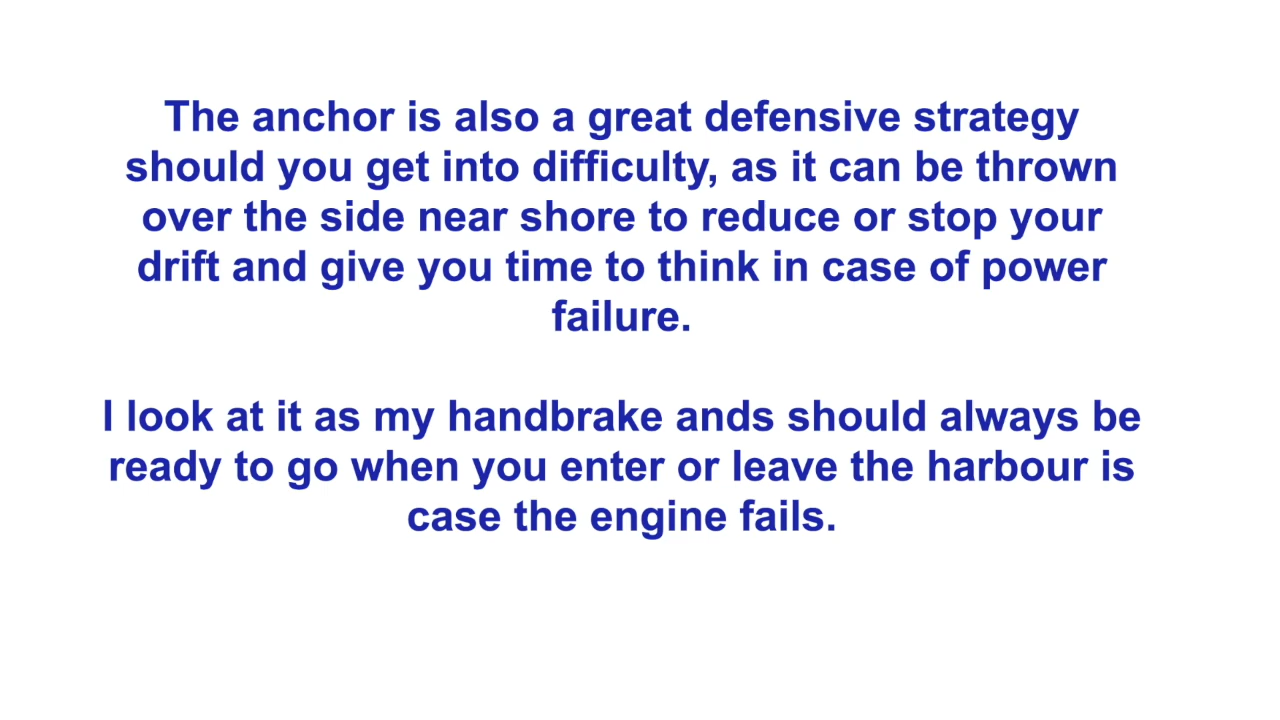 The anchor is also a great defensive strategy
should you get into difficulty, as it can be thrown
over the side near shore to reduce or stop your
drift and give you time to think in case of power
failure.
I look at it as my handbrake ands should always be
ready to go when you enter or leave the harbour is
case the engine fails.